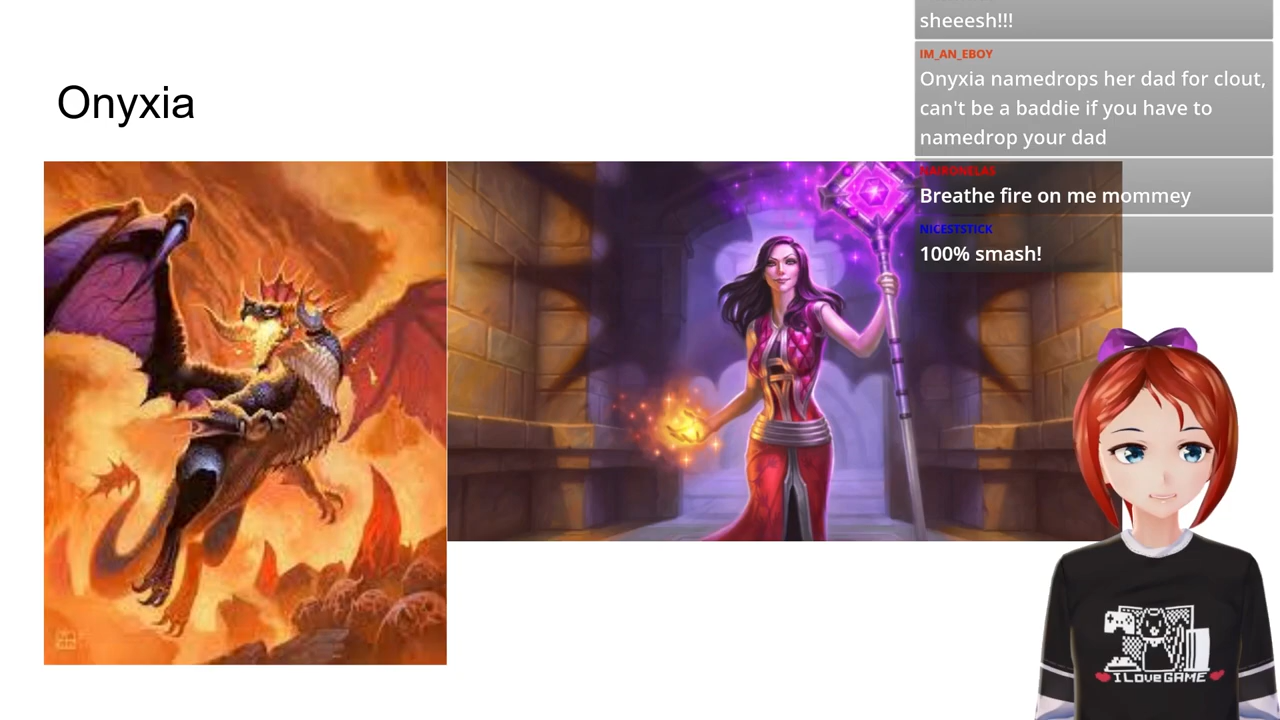 Onyxia
sheeesh!!!
IM_AN_EBOY
Onyxia namedrops her dad for clout,
can't be a baddie if you have to
namedrop your dad
Breathe fire on me mommey
NICESTSTICK
100% smash!
I LOVE GAME